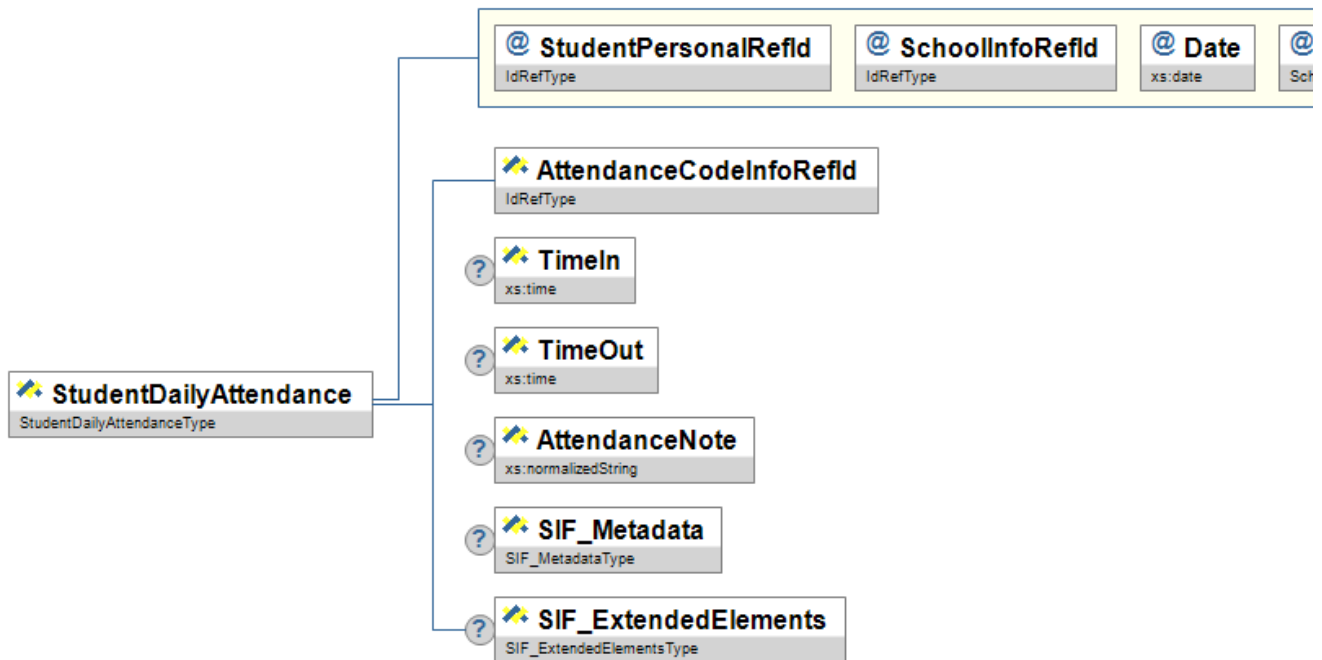 @ StudentPersonalRefId
IdRefType
@ SchoolInfoRefId
IdRefType
@ Date
xs:date
@
Sch
AttendanceCodeInfoRefId
IdRefType
? TimeIn
xs:time
? TimeOut
xs:time
StudentDailyAttendance
StudentDailyAttendanceType
? AttendanceNote
xs:normalizedString
? SIF_Metadata
SIF_MetadataType
? SIF_ExtendedElements
SIF_ExtendedElementsType